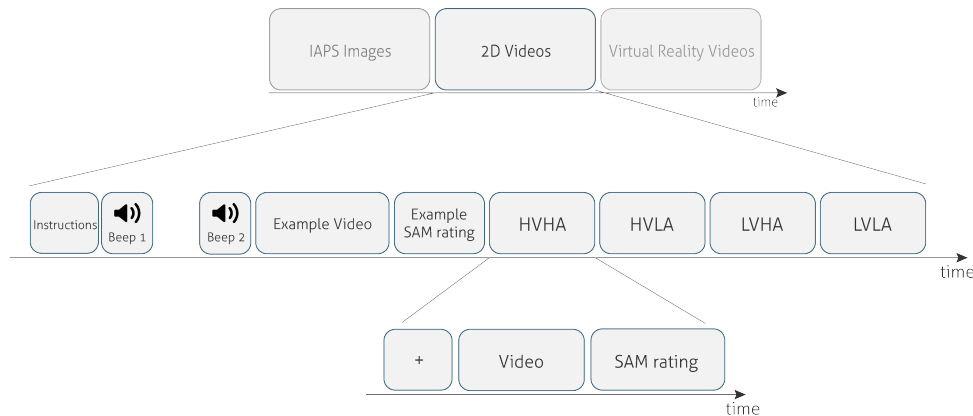 IAPS Images
2D Videos
Virtual Reality Videos
time
Instructions
Beep 1
Beep 2
Example Video
Example
SAM rating
HVHA
HVLA
LVHA
LVLA
time
+
Video
SAM rating
time